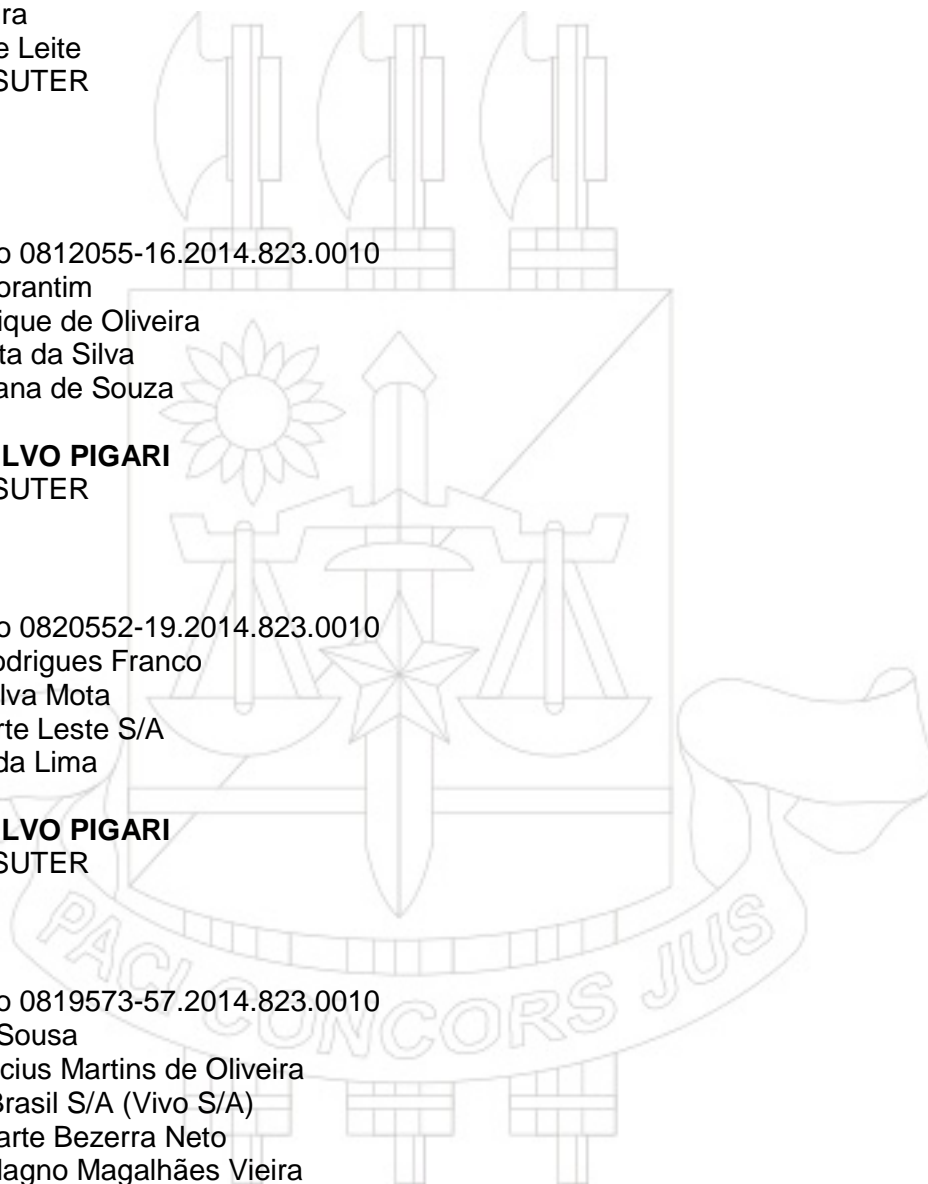 ra
e Leite
SUTER
o 0812055-16.2014.823.0010
orantim
ique de Oliveira
ta da Silva
ana de Souza
LVO PIGARI
SUTER
o 0820552-19.2014.823.0010
odrigues Franco
lva Mota
rte Leste S/A
da Lima
LVO PIGARI
SUTER
PACI CONCORS JUS
o 0819573-57.2014.823.0010
Sousa
cius Martins de Oliveira
Brasil S/A (Vivo S/A)
arte Bezerra Neto
Magno Magalhães Vieira